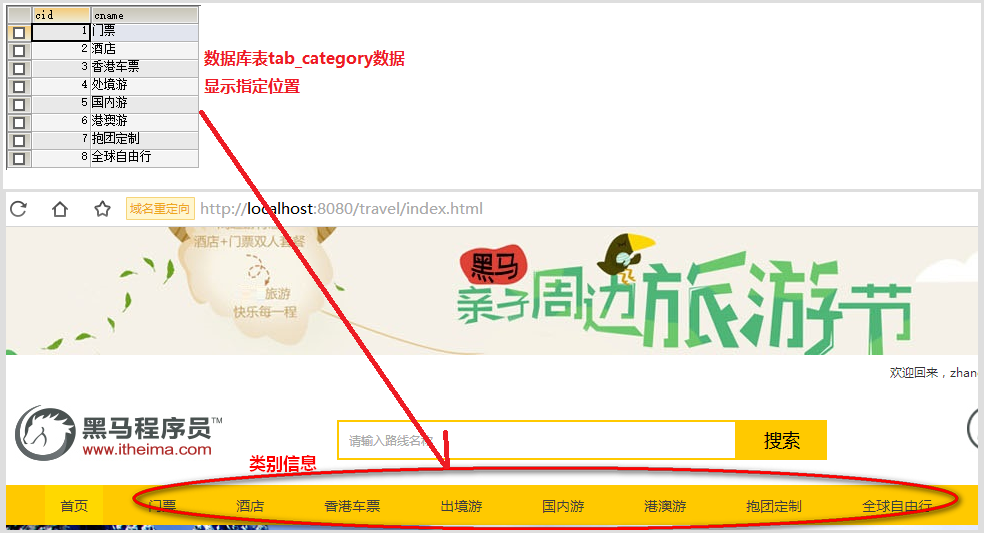 cid cname
1 门票
2 酒店
3 香港车票
4 处境游
5 国内游
6 港澳游
7 抱团定制
8 全球自由行
数据库表tab_category数据
显示指定位置
域名重定向 http://localhost:8080/travel/index.html
酒店+门票双人套餐
旅游
快乐每一程
黑马
亲子周边旅游节
欢迎回来，zhan
黑马程序员™
www.itheima.com
请输入路线名称
搜索
类别信息
首页 门票 酒店 香港车票 出境游 国内游 港澳游 抱团定制 全球自由行